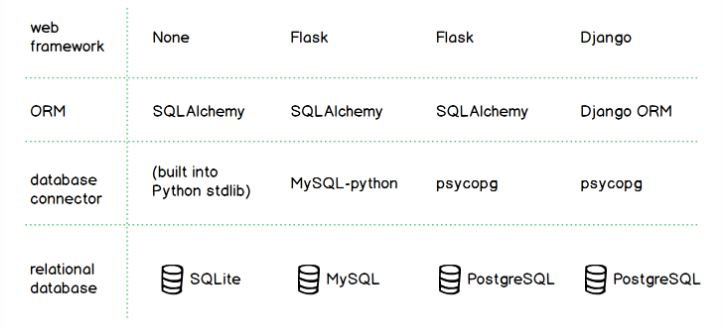 web
framework
None
Flask
Flask
Django
ORM
SQLAlchemy
SQLAlchemy
SQLAlchemy
Django ORM
database
connector
(built into
Python stdlib)
MySQL-python
psycopg
psycopg
relational
database
SQLite
MySQL
PostgreSQL
PostgreSQL